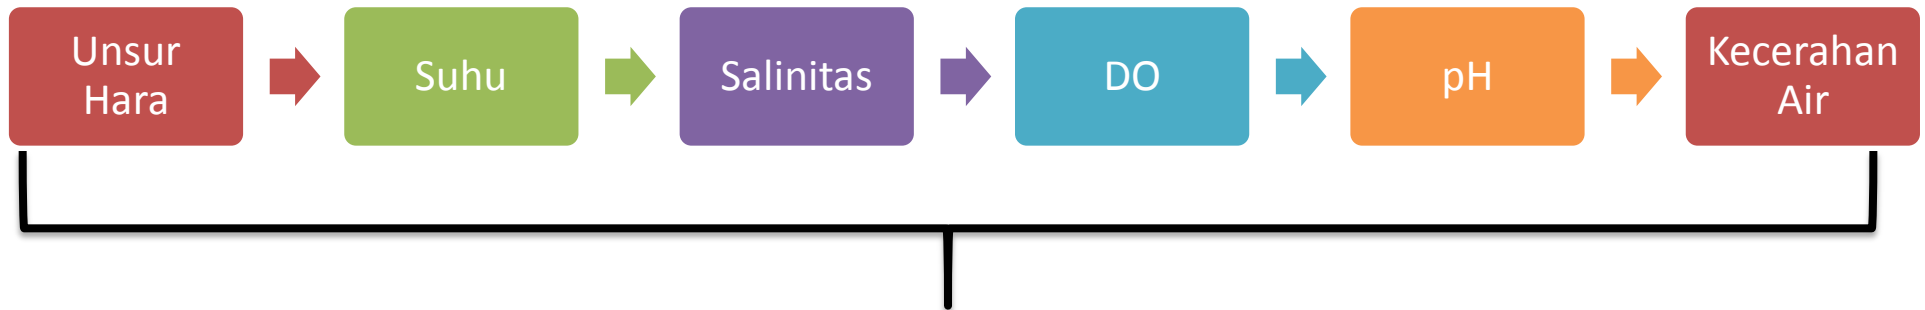 Unsur
Hara
Suhu
Salinitas
DO
pH
Kecerahan
Air